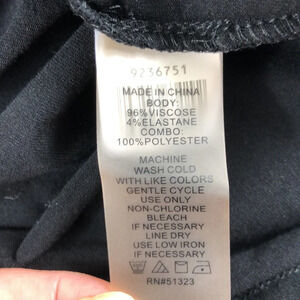 9236751
MADE IN CHINA
BODY:
96%VISCOSE
4%ELASTANE
COMBO:
100%POLYESTER
MACHINE
WASH COLD
WITH LIKE COLORS
GENTLE CYCLE
USE ONLY
NON-CHLORINE
BLEACH
IF NECESSARY
LINE DRY
USE LOW IRON
IF NECESSARY
RN#51323